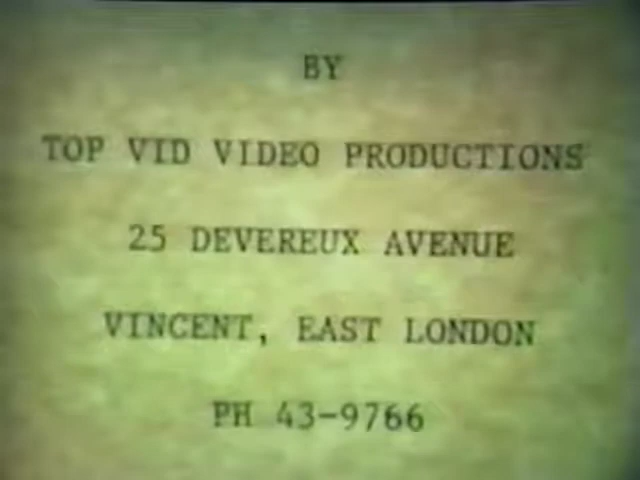 BY
TOP VID VIDEO PRODUCTIONS
25 DEVEREUX AVENUE
VINCENT, EAST LONDON
PH 43-9766